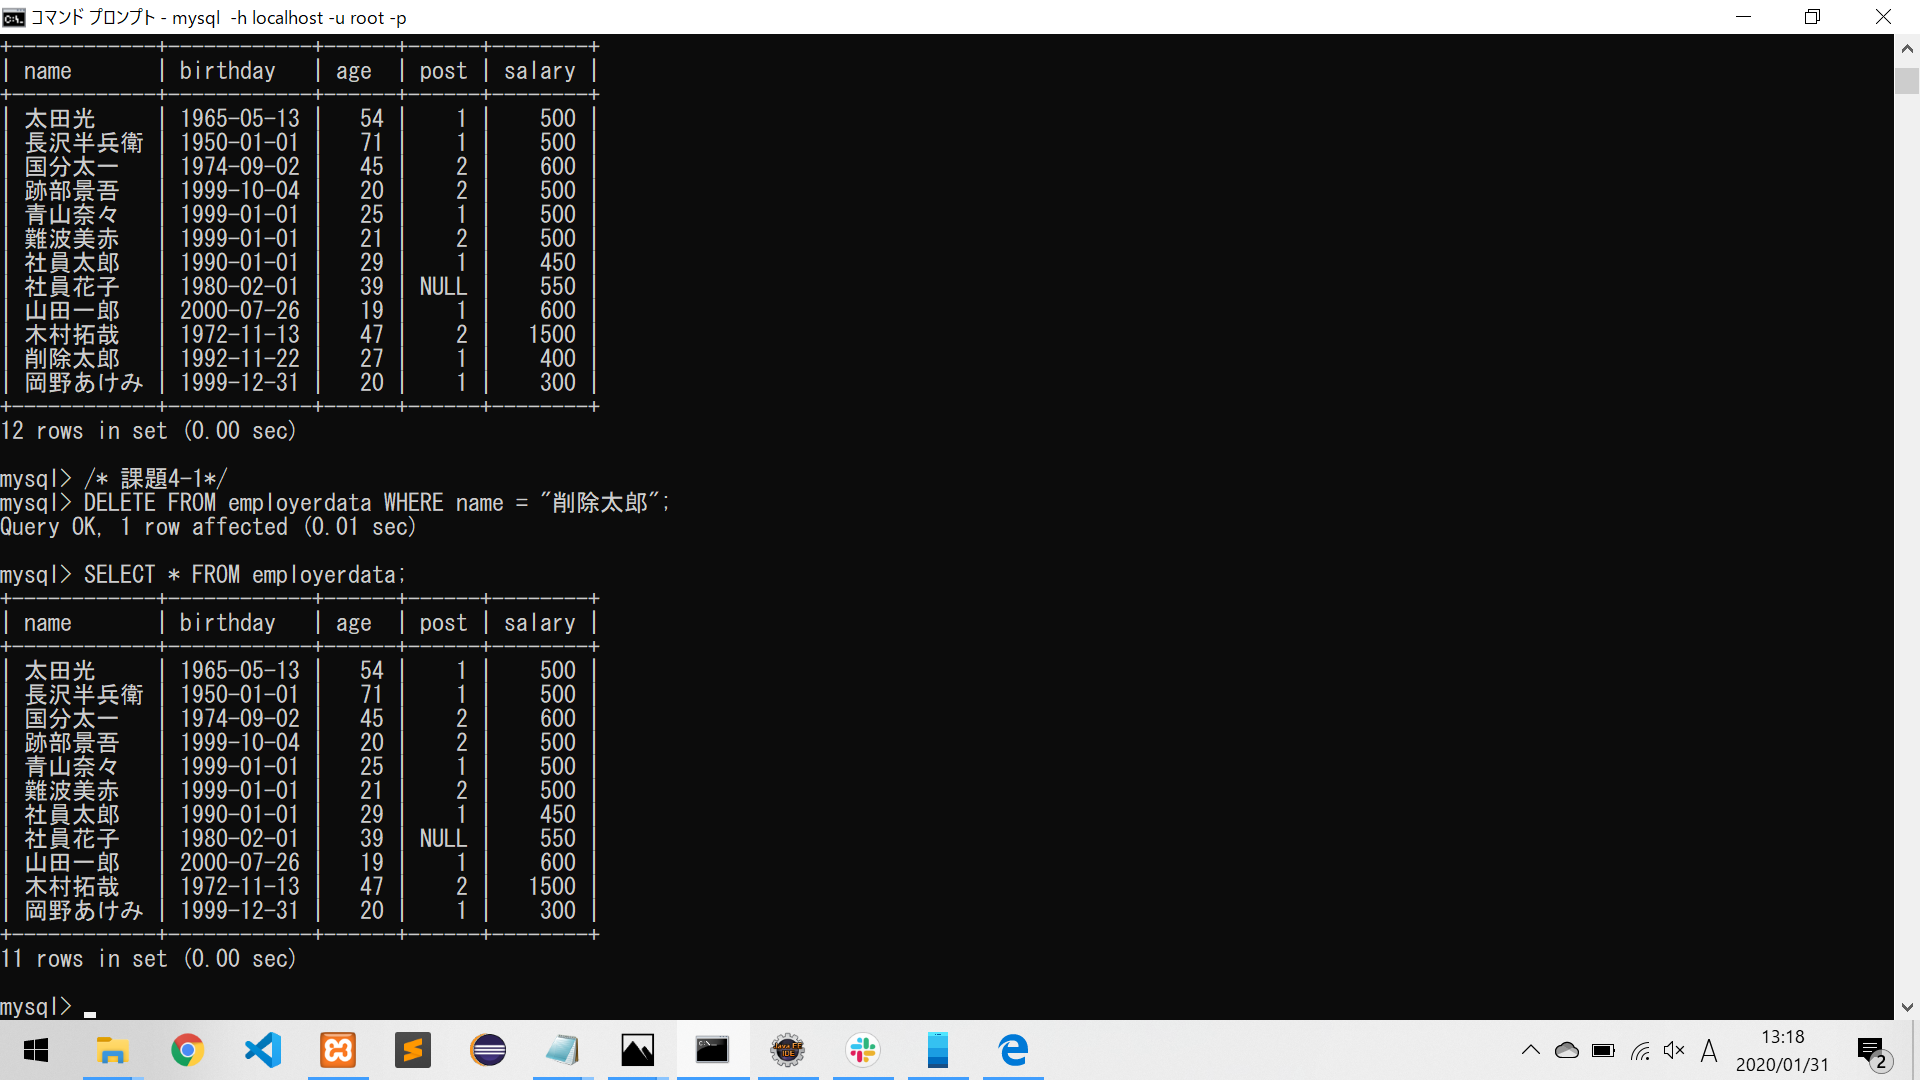 コマンド プロンプト - mysql  -h localhost -u root -p
+------------+------------+------+------+--------+
| name       | birthday   | age  | post | salary |
+------------+------------+------+------+--------+
| 太田光     | 1965-05-13 |   54 |    1 |    500 |
| 長沢半兵衛 | 1950-01-01 |   71 |    1 |    500 |
| 国分太一   | 1974-09-02 |   45 |    2 |    600 |
| 跡部景吾   | 1999-10-04 |   20 |    2 |    500 |
| 青山奈々   | 1999-01-01 |   25 |    1 |    500 |
| 難波美赤   | 1999-01-01 |   21 |    2 |    500 |
| 社員太郎   | 1990-01-01 |   29 |    1 |    450 |
| 社員花子   | 1980-02-01 |   39 | NULL |    550 |
| 山田一郎   | 2000-07-26 |   19 |    1 |    600 |
| 木村拓哉   | 1972-11-13 |   47 |    2 |   1500 |
| 削除太郎   | 1992-11-22 |   27 |    1 |    400 |
| 岡野あけみ | 1999-12-31 |   20 |    1 |    300 |
+------------+------------+------+------+--------+
12 rows in set (0.00 sec)
mysql> /* 課題4-1*/
mysql> DELETE FROM employerdata WHERE name = "削除太郎";
Query OK, 1 row affected (0.01 sec)
mysql> SELECT * FROM employerdata;
+------------+------------+------+------+--------+
| name       | birthday   | age  | post | salary |
+------------+------------+------+------+--------+
| 太田光     | 1965-05-13 |   54 |    1 |    500 |
| 長沢半兵衛 | 1950-01-01 |   71 |    1 |    500 |
| 国分太一   | 1974-09-02 |   45 |    2 |    600 |
| 跡部景吾   | 1999-10-04 |   20 |    2 |    500 |
| 青山奈々   | 1999-01-01 |   25 |    1 |    500 |
| 難波美赤   | 1999-01-01 |   21 |    2 |    500 |
| 社員太郎   | 1990-01-01 |   29 |    1 |    450 |
| 社員花子   | 1980-02-01 |   39 | NULL |    550 |
| 山田一郎   | 2000-07-26 |   19 |    1 |    600 |
| 木村拓哉   | 1972-11-13 |   47 |    2 |   1500 |
| 岡野あけみ | 1999-12-31 |   20 |    1 |    300 |
+------------+------------+------+------+--------+
11 rows in set (0.00 sec)
mysql>
Java EE IDE
A
13:18
2020/01/31
2